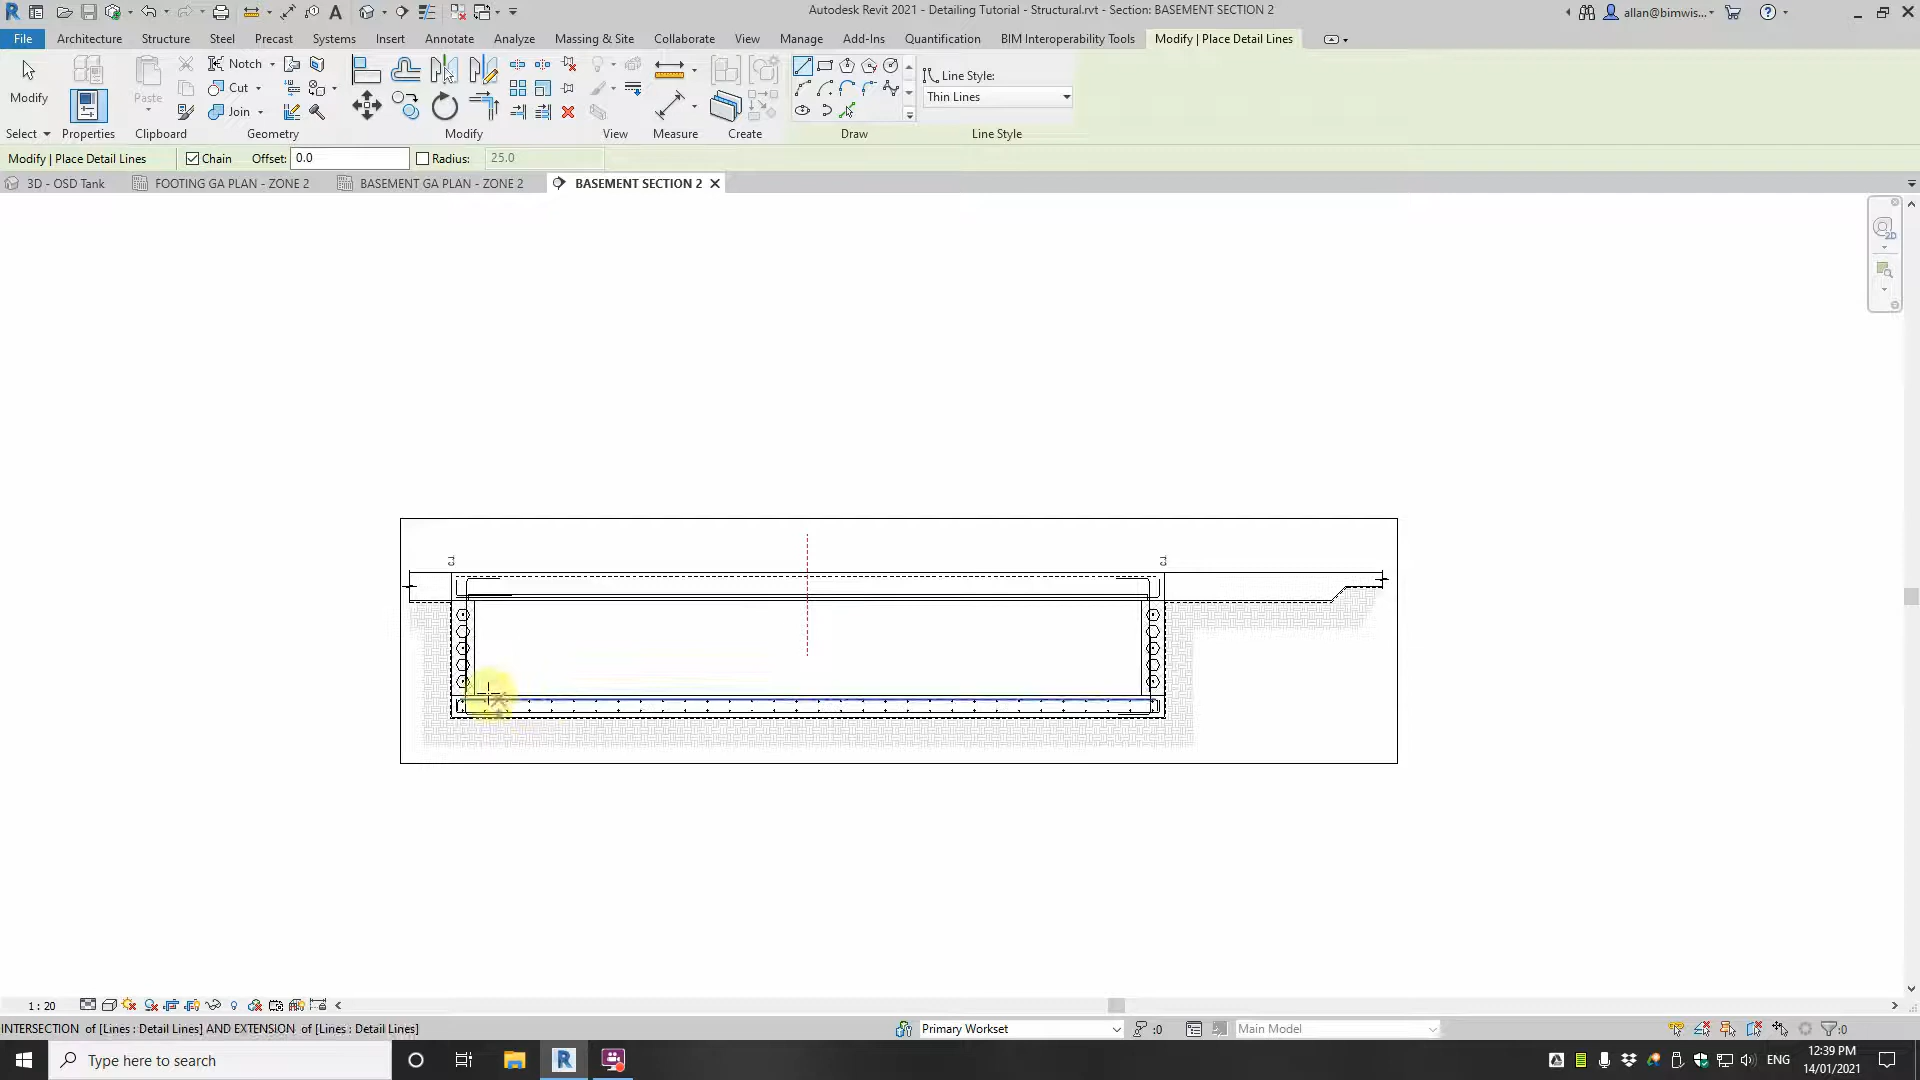 Autodesk Revit 2021 - Detailing Tutorial - Structural.rvt - Section: BASEMENT SECTION 2
allan@bimwis...
File Architecture Structure Steel Precast Systems Insert Annotate Analyze Massing & Site Collaborate View Manage Add-Ins Quantification BIM Interoperability Tools Modify | Place Detail Lines
Modify
Notch
Paste
Cut
Join
Line Style:
Thin Lines
Select Properties Clipboard Geometry Modify View Measure Create Draw Line Style
Modify | Place Detail Lines Chain Offset: 0.0 Radius: 25.0
3D - OSD Tank FOOTING GA PLAN - ZONE 2 BASEMENT GA PLAN - ZONE 2 BASEMENT SECTION 2
2D
1 : 20
INTERSECTION of [Lines : Detail Lines] AND EXTENSION of [Lines : Detail Lines]
Primary Workset
:0
Main Model
:0
Type here to search
ENG
12:39 PM
14/01/2021